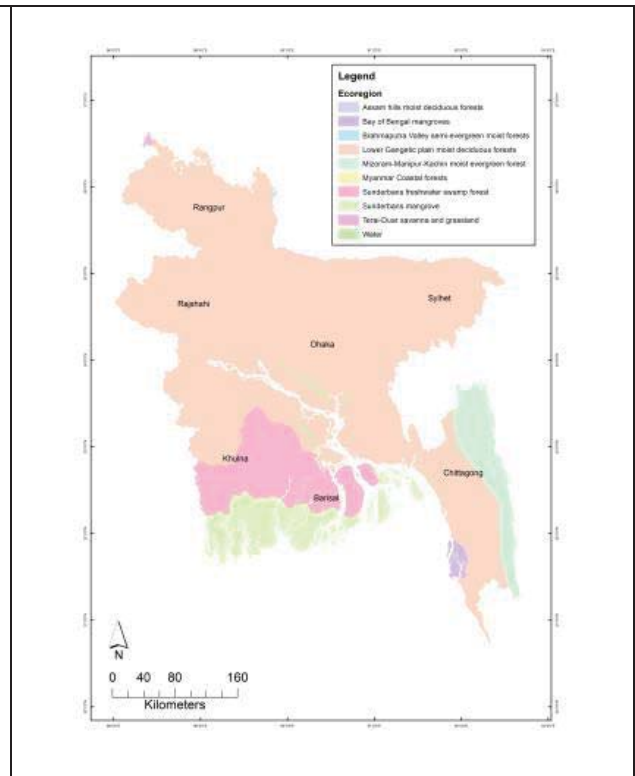 Legend
Ecoregion
Assam hills moist deciduous forests
Bay of Bengal mangroves
Brahmaputra Valley semi-evergreen moist forests
Lower Gangetic plain moist deciduous forests
Mizoram-Manipur-Kachin moist evergreen forest
Myanmar Coastal forests
Sunderbans freshwater swamp forest
Sunderbans mangrove
Terai-Duar savanna and grassland
Water
Rangpur
Rajshahi
Sylhet
Dhaka
Khulna
Chittagong
Barisal
N
0 40 80 160
Kilometers